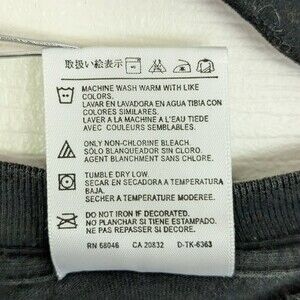 取扱い絵表示
MACHINE WASH WARM WITH LIKE
COLORS.
LAVAR EN LAVADORA EN AGUA TIBIA CON
COLORES SIMILARES.
LAVER A LA MACHINE A L'EAU TIEDE
AVEC COULEURS SEMBLABLES.
ONLY NON-CHLORINE BLEACH.
SÓLO BLANQUEADOR SIN CLORO.
AGENT BLANCHMENT SANS CHLORE.
TUMBLE DRY LOW.
SECAR EN SECADORA A TEMPERATURA
BAJA.
SECHER A TEMPERATURE MODEREE.
DO NOT IRON IF DECORATED.
NO PLANCHAR SI TIENE ESTAMPADO.
NE PAS REPASSER SI DECORE.
RN 68046 CA 20832 D-TK-6363